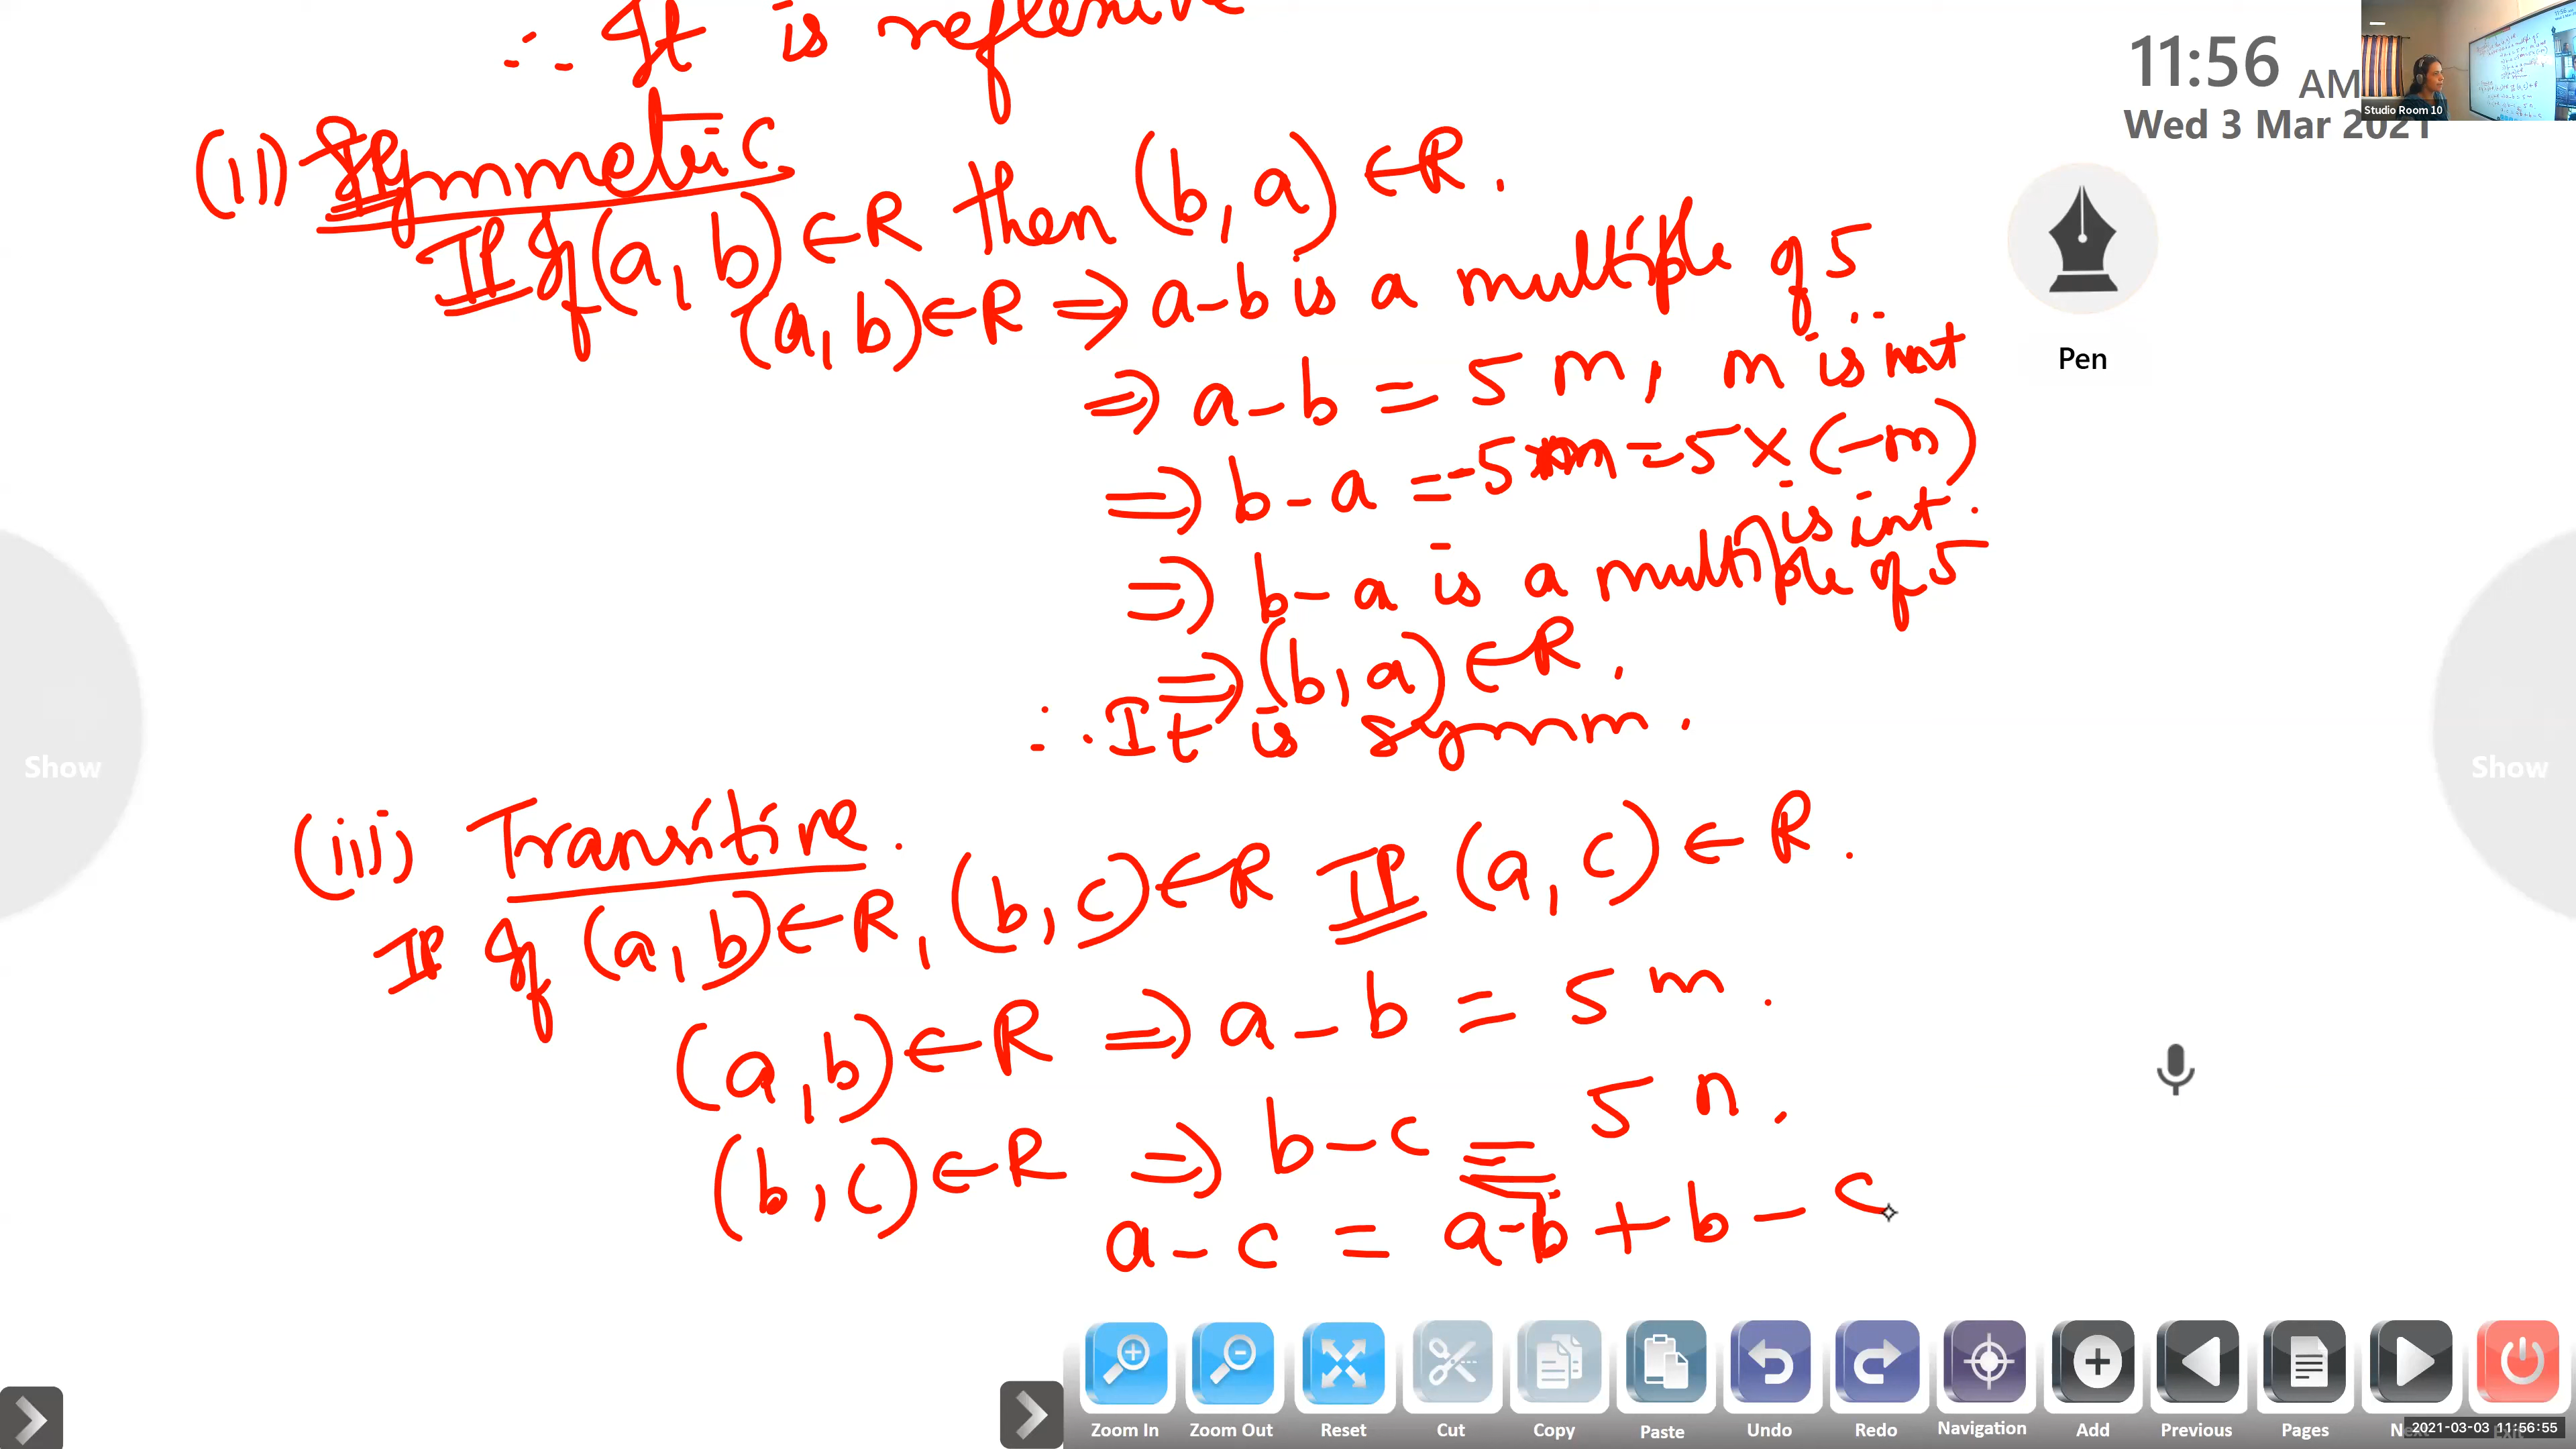 ∴ It is reflexive
11:56 AM
Wed 3 Mar 2021
Studio Room 10
(ii) Symmetric
TP If (a, b) ∈ R then (b, a) ∈ R.
(a, b) ∈ R ⇒ a-b is a multiple of 5
⇒ a-b = 5m, m is int
⇒ b-a = -5m = 5×(-m)
is int.
⇒ b-a is a multiple of 5
⇒ (b, a) ∈ R.
∴ It is symm.
(iii) Transitive.
TP If (a, b) ∈ R, (b, c) ∈ R TP (a, c) ∈ R.
(a, b) ∈ R ⇒ a-b = 5m.
(b, c) ∈ R ⇒ b-c = 5n.
a-c = a-b + b-c
Pen
Show
Show
Zoom In Zoom Out Reset Cut Copy Paste Undo Redo Navigation Add Previous Pages
2021-03-03 11:56:55